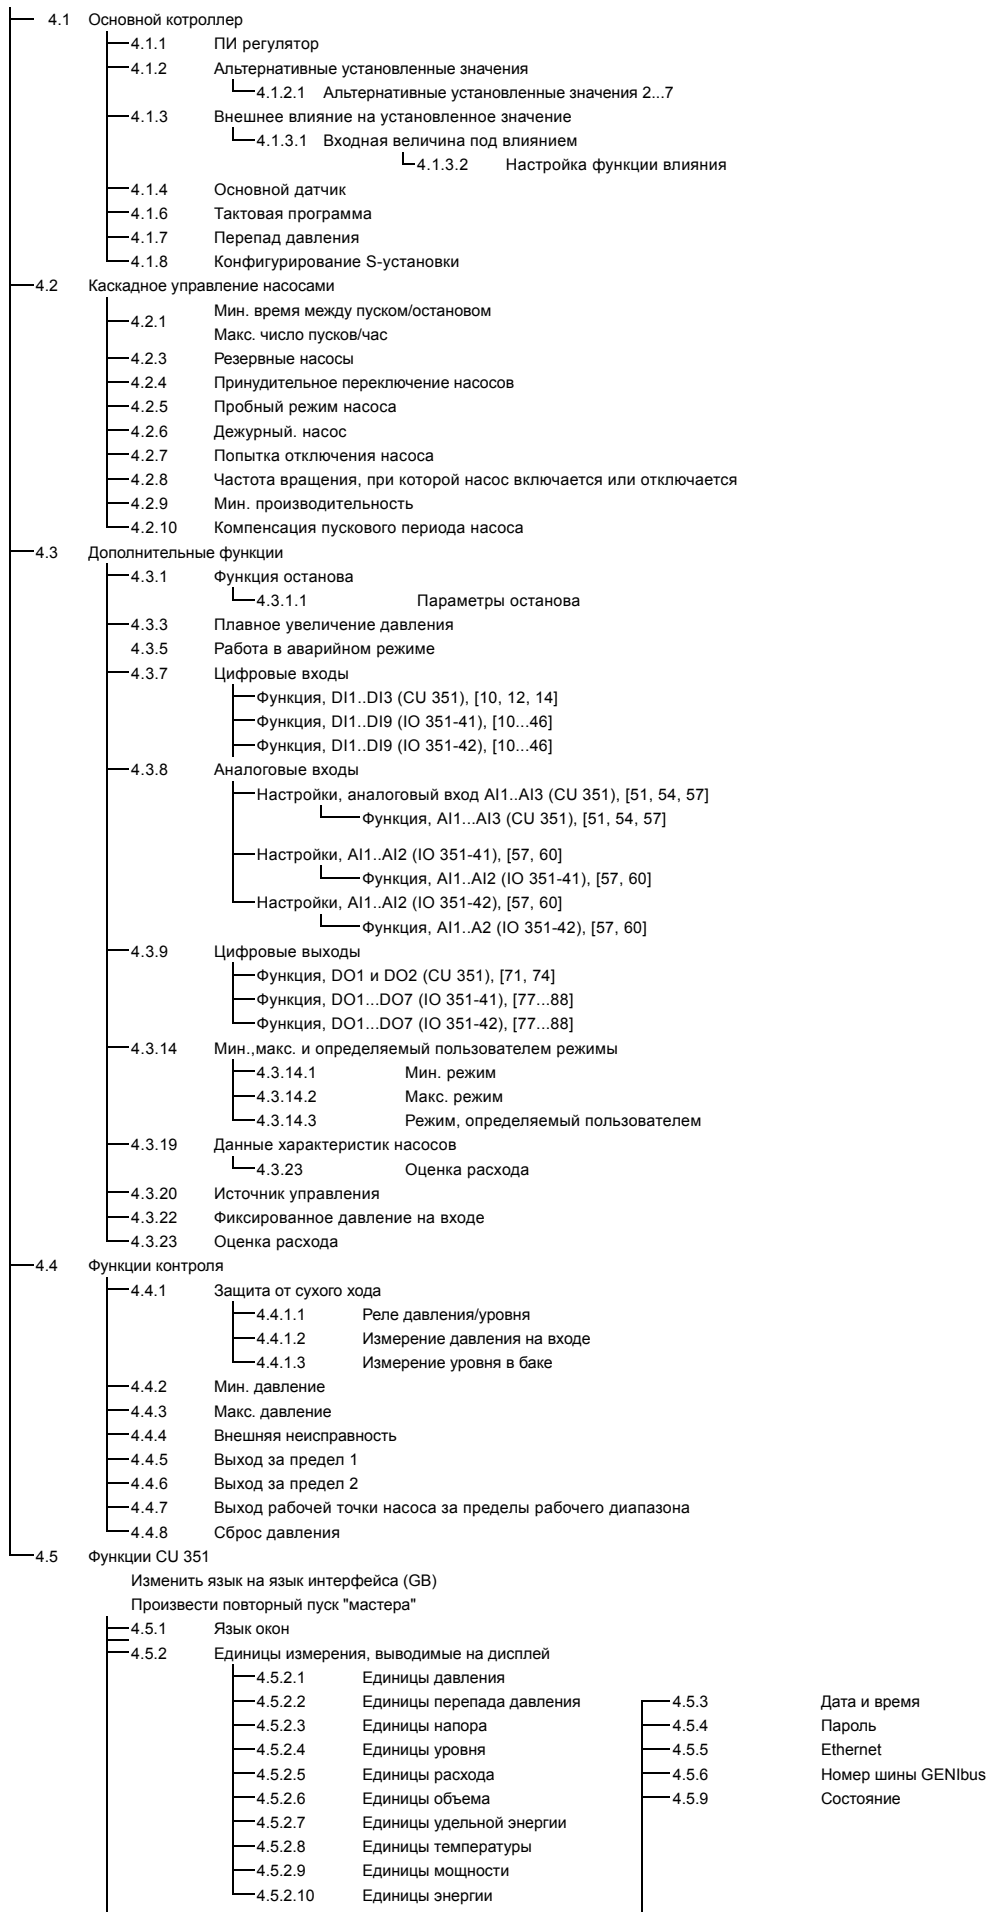 4.1 Основной котроллер
4.1.1 ПИ регулятор
4.1.2 Альтернативные установленные значения
4.1.2.1 Альтернативные установленные значения 2...7
4.1.3 Внешнее влияние на установленное значение
4.1.3.1 Входная величина под влиянием
4.1.3.2 Настройка функции влияния
4.1.4 Основной датчик
4.1.6 Тактовая программа
4.1.7 Перепад давления
4.1.8 Конфигурирование S-установки
4.2 Каскадное управление насосами
4.2.1 Мин. время между пуском/остановом
Макс. число пусков/час
4.2.3 Резервные насосы
4.2.4 Принудительное переключение насосов
4.2.5 Пробный режим насоса
4.2.6 Дежурный. насос
4.2.7 Попытка отключения насоса
4.2.8 Частота вращения, при которой насос включается или отключается
4.2.9 Мин. производительность
4.2.10 Компенсация пускового периода насоса
4.3 Дополнительные функции
4.3.1 Функция останова
4.3.1.1 Параметры останова
4.3.3 Плавное увеличение давления
4.3.5 Работа в аварийном режиме
4.3.7 Цифровые входы
Функция, DI1..DI3 (CU 351), [10, 12, 14]
Функция, DI1..DI9 (IO 351-41), [10...46]
Функция, DI1..DI9 (IO 351-42), [10...46]
4.3.8 Аналоговые входы
Настройки, аналоговый вход AI1..AI3 (CU 351), [51, 54, 57]
Функция, AI1...AI3 (CU 351), [51, 54, 57]
Настройки, AI1..AI2 (IO 351-41), [57, 60]
Функция, AI1..AI2 (IO 351-41), [57, 60]
Настройки, AI1..AI2 (IO 351-42), [57, 60]
Функция, AI1..A2 (IO 351-42), [57, 60]
4.3.9 Цифровые выходы
Функция, DO1 и DO2 (CU 351), [71, 74]
Функция, DO1...DO7 (IO 351-41), [77...88]
Функция, DO1...DO7 (IO 351-42), [77...88]
4.3.14 Мин.,макс. и определяемый пользователем режимы
4.3.14.1 Мин. режим
4.3.14.2 Макс. режим
4.3.14.3 Режим, определяемый пользователем
4.3.19 Данные характеристик насосов
4.3.23 Оценка расхода
4.3.20 Источник управления
4.3.22 Фиксированное давление на входе
4.3.23 Оценка расхода
4.4 Функции контроля
4.4.1 Защита от сухого хода
4.4.1.1 Реле давления/уровня
4.4.1.2 Измерение давления на входе
4.4.1.3 Измерение уровня в баке
4.4.2 Мин. давление
4.4.3 Макс. давление
4.4.4 Внешняя неисправность
4.4.5 Выход за предел 1
4.4.6 Выход за предел 2
4.4.7 Выход рабочей точки насоса за пределы рабочего диапазона
4.4.8 Сброс давления
4.5 Функции CU 351
Изменить язык на язык интерфейса (GB)
Произвести повторный пуск "мастера"
4.5.1 Язык окон
4.5.2 Единицы измерения, выводимые на дисплей
4.5.2.1 Единицы давления
4.5.2.2 Единицы перепада давления
4.5.2.3 Единицы напора
4.5.2.4 Единицы уровня
4.5.2.5 Единицы расхода
4.5.2.6 Единицы объема
4.5.2.7 Единицы удельной энергии
4.5.2.8 Единицы температуры
4.5.2.9 Единицы мощности
4.5.2.10 Единицы энергии
4.5.3 Дата и время
4.5.4 Пароль
4.5.5 Ethernet
4.5.6 Номер шины GENIbus
4.5.9 Состояние